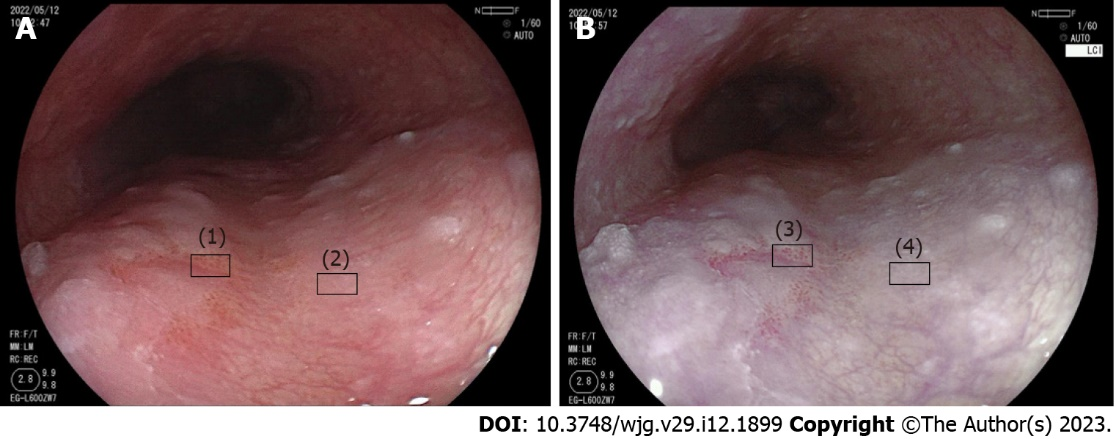 2022/05/12
A
N F
1/60
AUTO
(1)
(2)
FR:F/T
MM:LM
RC:REC
2.8 9.9
9.8
EG-L600ZW7
2022/05/12
B
N F
1/60
AUTO
LCI
(3)
(4)
FR:F/T
MM:LM
RC:REC
2.8 9.9
9.8
EG-L600ZW7
DOI: 10.3748/wjg.v29.i12.1899 Copyright ©The Author(s) 2023.